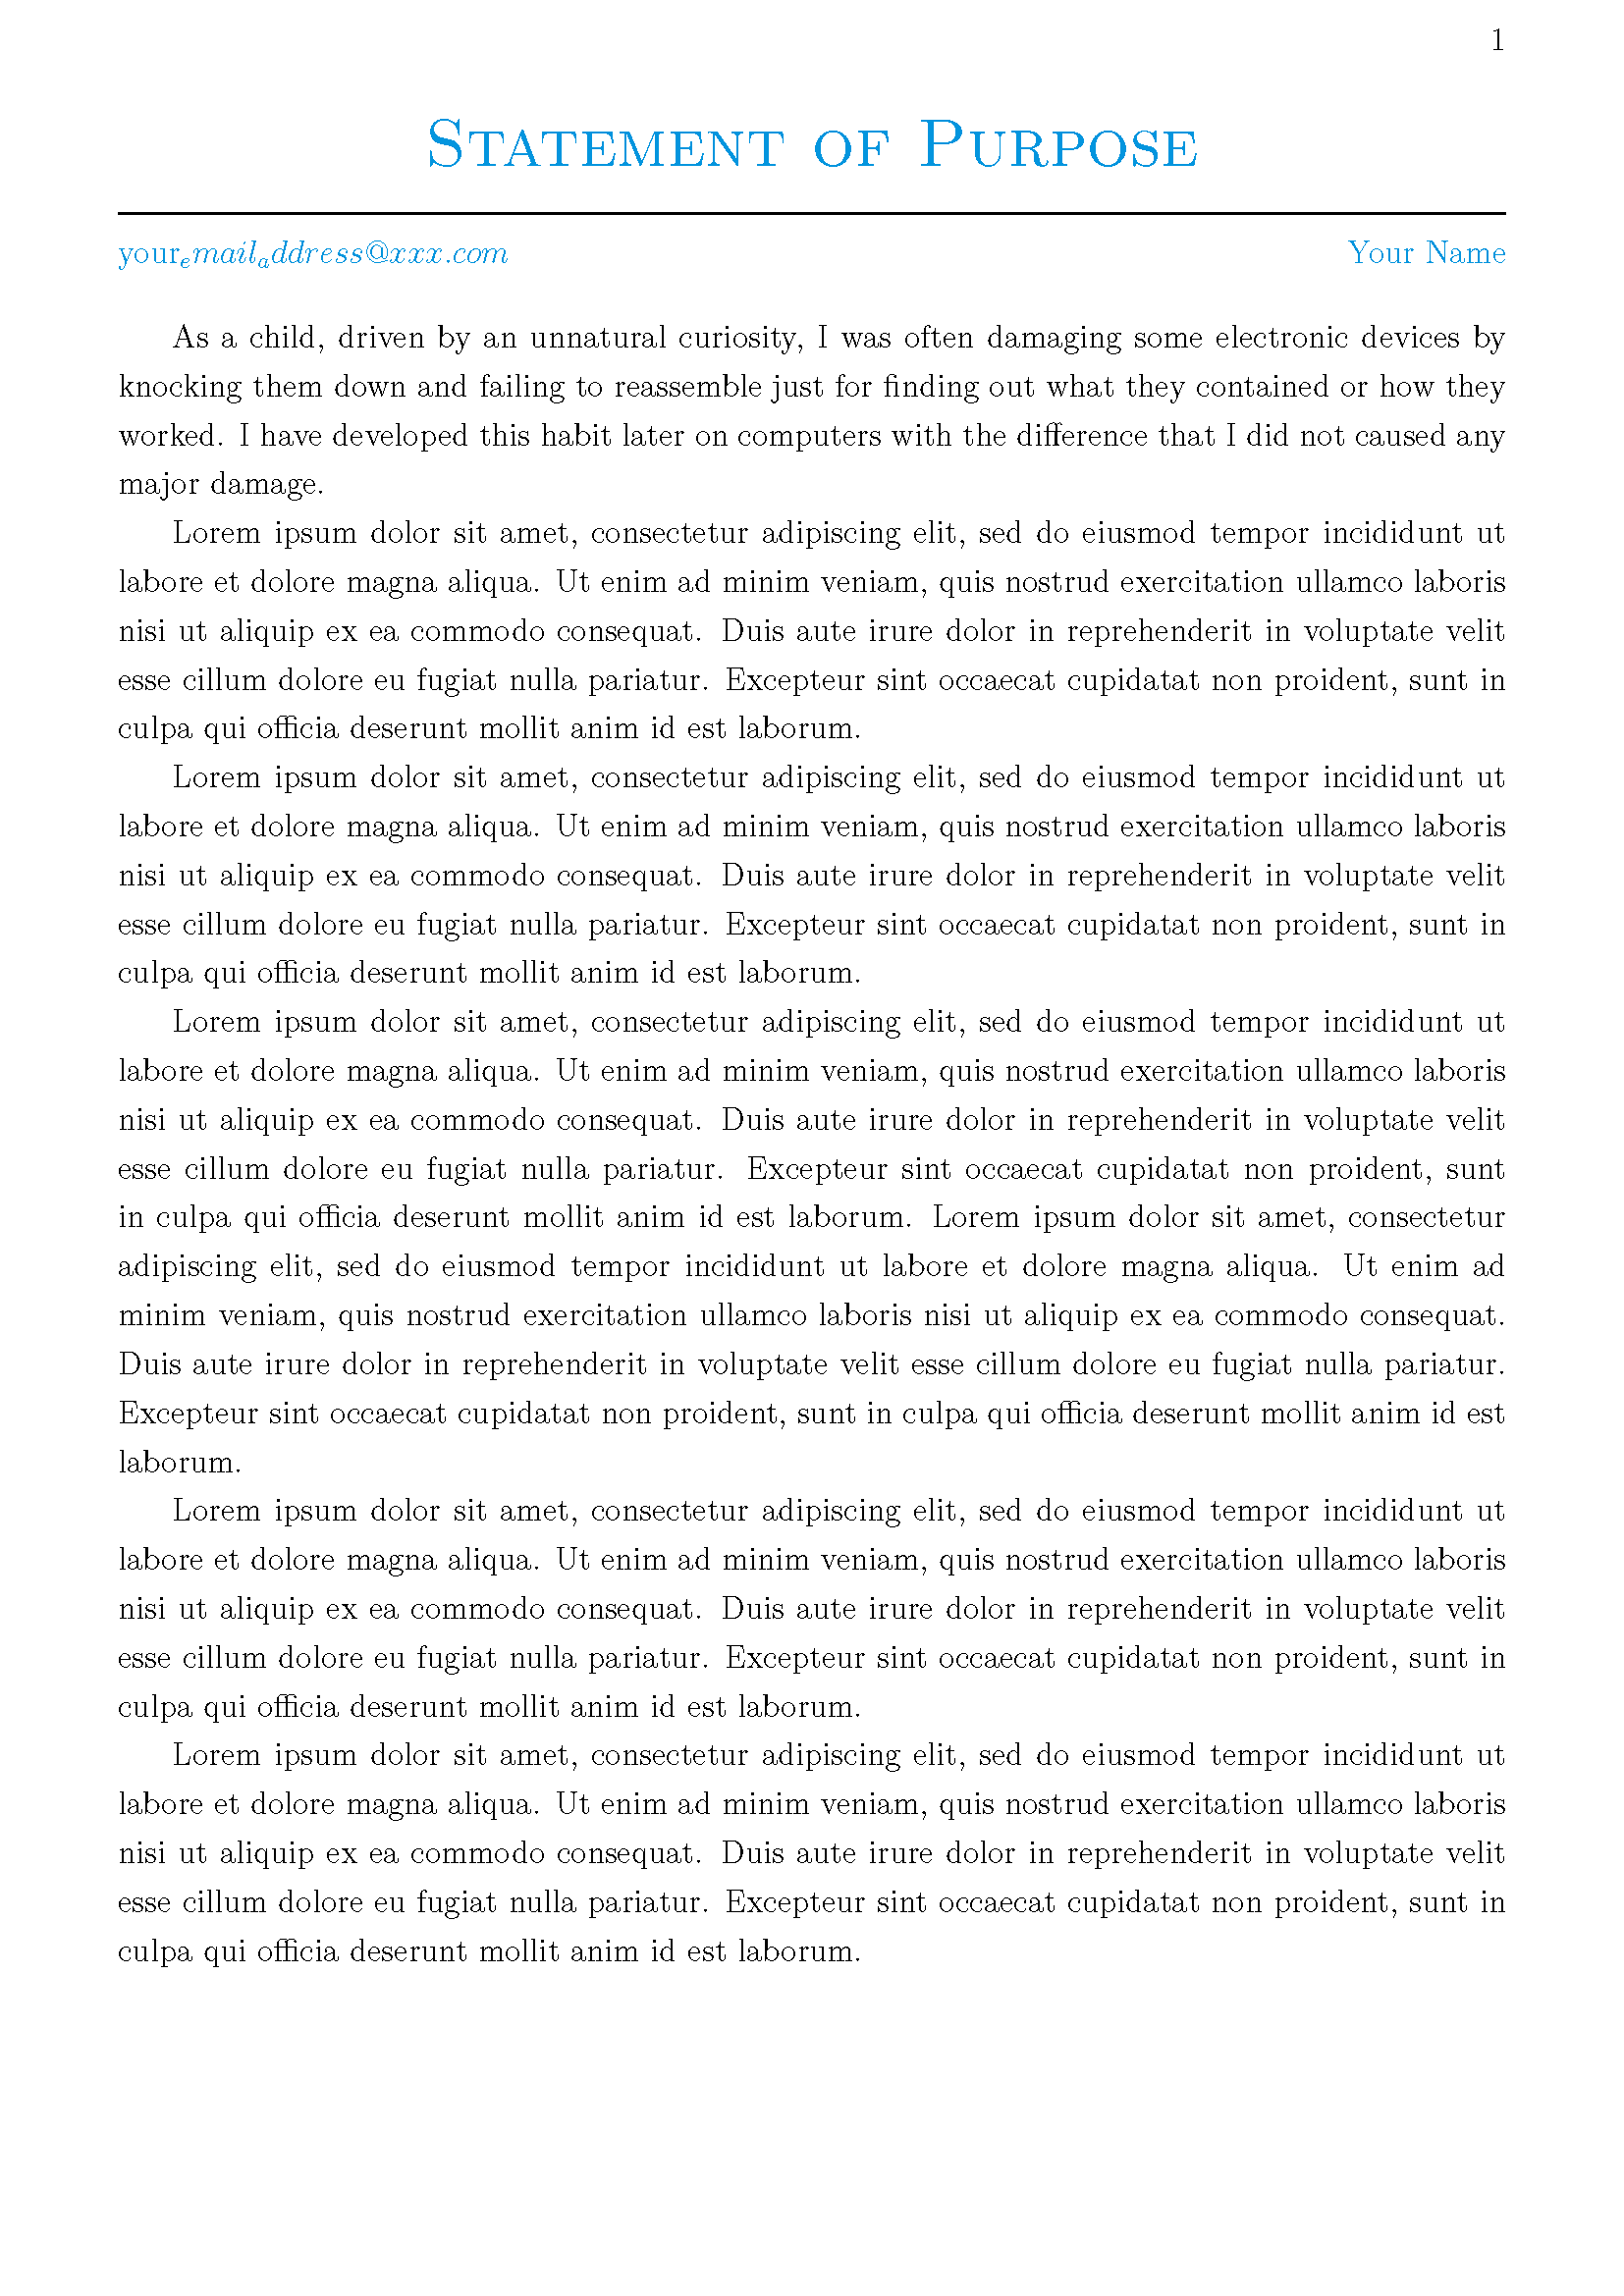 1
Statement of Purpose
your_email_address@xxx.com
Your Name
As a child, driven by an unnatural curiosity, I was often damaging some electronic devices by
knocking them down and failing to reassemble just for finding out what they contained or how they
worked. I have developed this habit later on computers with the difference that I did not caused any
major damage.
Lorem ipsum dolor sit amet, consectetur adipiscing elit, sed do eiusmod tempor incididunt ut
labore et dolore magna aliqua. Ut enim ad minim veniam, quis nostrud exercitation ullamco laboris
nisi ut aliquip ex ea commodo consequat. Duis aute irure dolor in reprehenderit in voluptate velit
esse cillum dolore eu fugiat nulla pariatur. Excepteur sint occaecat cupidatat non proident, sunt in
culpa qui officia deserunt mollit anim id est laborum.
Lorem ipsum dolor sit amet, consectetur adipiscing elit, sed do eiusmod tempor incididunt ut
labore et dolore magna aliqua. Ut enim ad minim veniam, quis nostrud exercitation ullamco laboris
nisi ut aliquip ex ea commodo consequat. Duis aute irure dolor in reprehenderit in voluptate velit
esse cillum dolore eu fugiat nulla pariatur. Excepteur sint occaecat cupidatat non proident, sunt in
culpa qui officia deserunt mollit anim id est laborum.
Lorem ipsum dolor sit amet, consectetur adipiscing elit, sed do eiusmod tempor incididunt ut
labore et dolore magna aliqua. Ut enim ad minim veniam, quis nostrud exercitation ullamco laboris
nisi ut aliquip ex ea commodo consequat. Duis aute irure dolor in reprehenderit in voluptate velit
esse cillum dolore eu fugiat nulla pariatur. Excepteur sint occaecat cupidatat non proident, sunt
in culpa qui officia deserunt mollit anim id est laborum. Lorem ipsum dolor sit amet, consectetur
adipiscing elit, sed do eiusmod tempor incididunt ut labore et dolore magna aliqua. Ut enim ad
minim veniam, quis nostrud exercitation ullamco laboris nisi ut aliquip ex ea commodo consequat.
Duis aute irure dolor in reprehenderit in voluptate velit esse cillum dolore eu fugiat nulla pariatur.
Excepteur sint occaecat cupidatat non proident, sunt in culpa qui officia deserunt mollit anim id est
laborum.
Lorem ipsum dolor sit amet, consectetur adipiscing elit, sed do eiusmod tempor incididunt ut
labore et dolore magna aliqua. Ut enim ad minim veniam, quis nostrud exercitation ullamco laboris
nisi ut aliquip ex ea commodo consequat. Duis aute irure dolor in reprehenderit in voluptate velit
esse cillum dolore eu fugiat nulla pariatur. Excepteur sint occaecat cupidatat non proident, sunt in
culpa qui officia deserunt mollit anim id est laborum.
Lorem ipsum dolor sit amet, consectetur adipiscing elit, sed do eiusmod tempor incididunt ut
labore et dolore magna aliqua. Ut enim ad minim veniam, quis nostrud exercitation ullamco laboris
nisi ut aliquip ex ea commodo consequat. Duis aute irure dolor in reprehenderit in voluptate velit
esse cillum dolore eu fugiat nulla pariatur. Excepteur sint occaecat cupidatat non proident, sunt in
culpa qui officia deserunt mollit anim id est laborum.